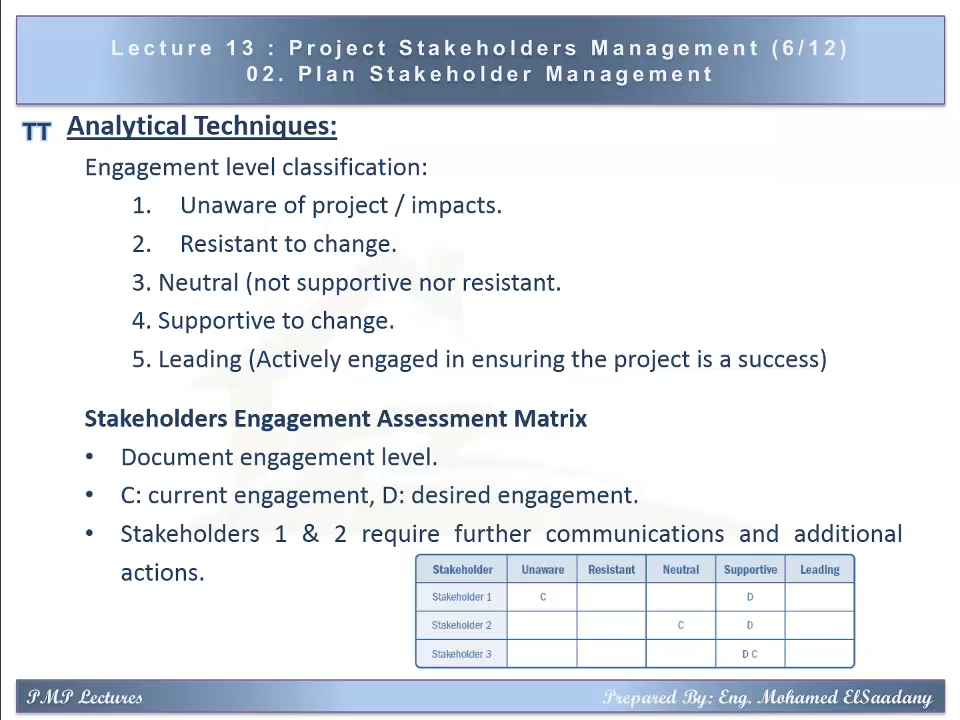 Lecture 13 : Project Stakeholders Management (6/12)
02. Plan Stakeholder Management
TT Analytical Techniques:
Engagement level classification:
1. Unaware of project / impacts.
2. Resistant to change.
3. Neutral (not supportive nor resistant.
4. Supportive to change.
5. Leading (Actively engaged in ensuring the project is a success)
Stakeholders Engagement Assessment Matrix
• Document engagement level.
• C: current engagement, D: desired engagement.
• Stakeholders 1 & 2 require further communications and additional
actions.
Stakeholder Unaware Resistant Neutral Supportive Leading
Stakeholder 1 C D
Stakeholder 2 C D
Stakeholder 3 D C
PMP Lectures Prepared By: Eng. Mohamed ElSaadany